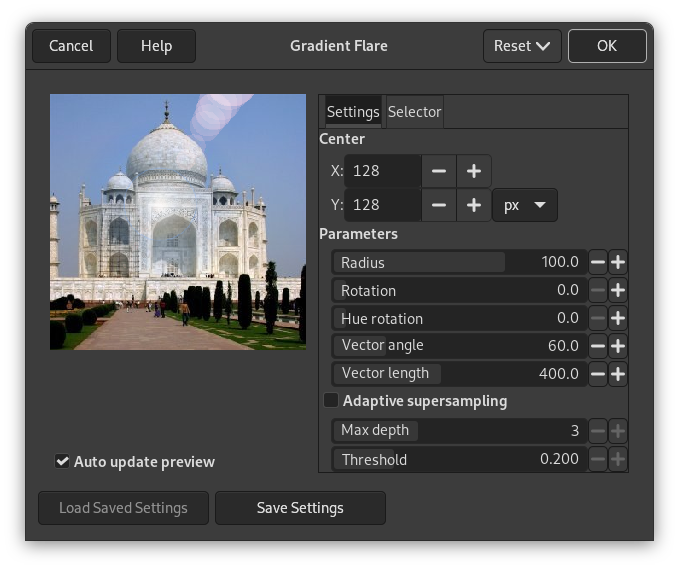 Cancel Help Gradient Flare Reset OK
Settings Selector
Center
X: 128
Y: 128 px
Parameters
Radius 100.0
Rotation 0.0
Hue rotation 0.0
Vector angle 60.0
Vector length 400.0
Adaptive supersampling
Max depth 3
Threshold 0.200
Auto update preview
Load Saved Settings Save Settings